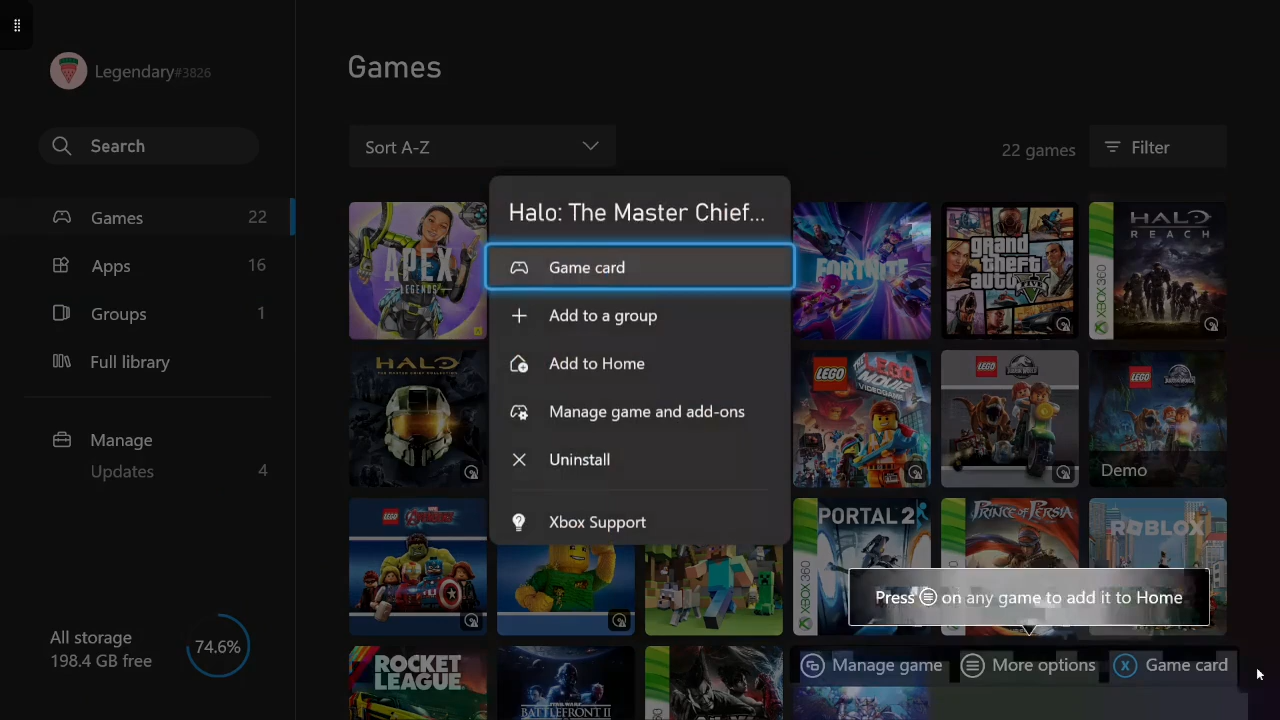 Legendary#3826
Search
Games 22
Apps 16
Groups 1
Full library
Manage
Updates 4
All storage
198.4 GB free
74.6%
Games
Sort A-Z
22 games
Filter
APEX
LEGENDS
FORTNITE
grand
theft
auto
V
XBOX 360
HALO
REACH
HALO
THE MASTER CHIEF COLLECTION
LEGO
THE LEGO
MOVIE
VIDEOGAME
LEGO
JURASSIC WORLD
LEGO
JURASSIC WORLD
Demo
LEGO
AVENGERS
XBOX 360
PORTAL 2
PRINCE OF PERSIA
ROBLOX
ROCKET
LEAGUE
STAR WARS
BATTLEFRONT II
Halo: The Master Chief...
Game card
Add to a group
Add to Home
Manage game and add-ons
Uninstall
Xbox Support
Press on any game to add it to Home
Manage game
More options
X Game card